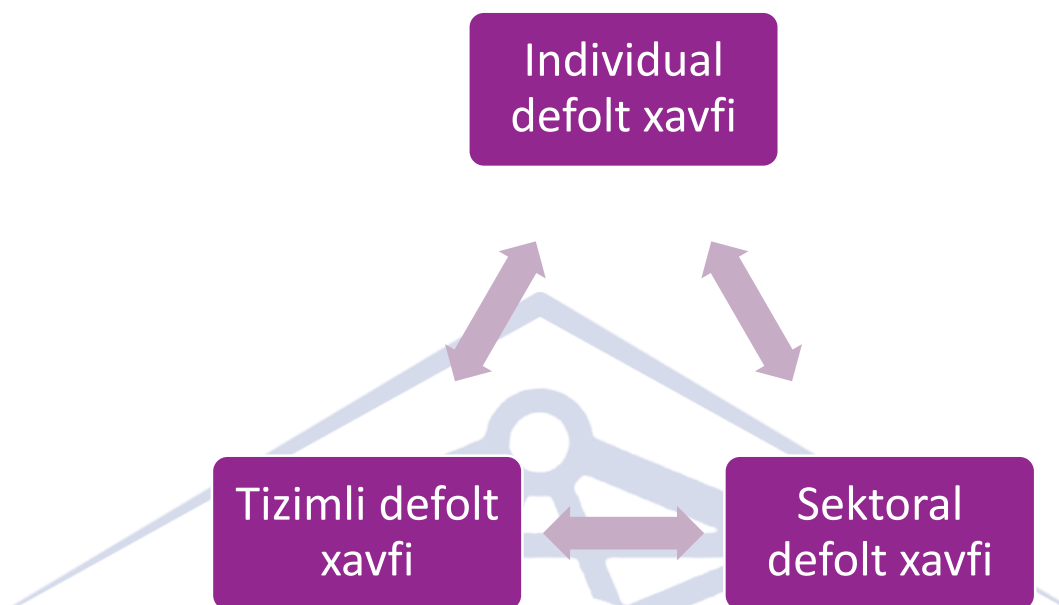 Individual
defolt xavfi
Tizimli defolt
xavfi
Sektoral
defolt xavfi